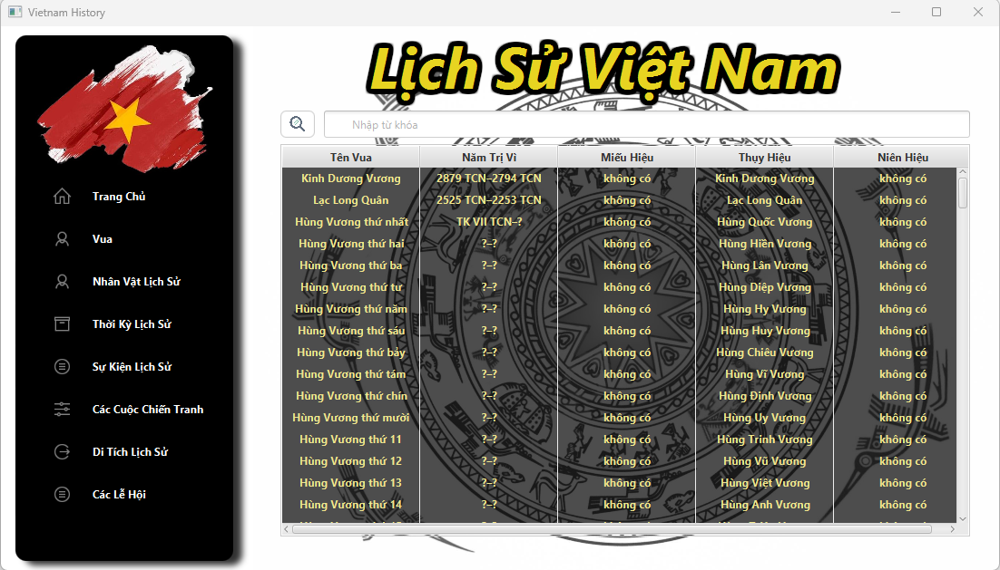 Vietnam History
Trang Chủ
Vua
Nhân Vật Lịch Sử
Thời Kỳ Lịch Sử
Sự Kiện Lịch Sử
Các Cuộc Chiến Tranh
Di Tích Lịch Sử
Các Lễ Hội
Lịch Sử Việt Nam
Nhập từ khóa
Tên Vua Năm Trị Vì Miếu Hiệu Thụy Hiệu Niên Hiệu
Kinh Dương Vương 2879 TCN–2794 TCN không có Kinh Dương Vương không có
Lạc Long Quân 2525 TCN–2253 TCN không có Lạc Long Quân không có
Hùng Vương thứ nhất TK VII TCN–? không có Hùng Quốc Vương không có
Hùng Vương thứ hai ?–? không có Hùng Hiền Vương không có
Hùng Vương thứ ba ?–? không có Hùng Lân Vương không có
Hùng Vương thứ tư ?–? không có Hùng Diệp Vương không có
Hùng Vương thứ năm ?–? không có Hùng Hy Vương không có
Hùng Vương thứ sáu ?–? không có Hùng Huy Vương không có
Hùng Vương thứ bảy ?–? không có Hùng Chiêu Vương không có
Hùng Vương thứ tám ?–? không có Hùng Vĩ Vương không có
Hùng Vương thứ chín ?–? không có Hùng Định Vương không có
Hùng Vương thứ mười ?–? không có Hùng Uy Vương không có
Hùng Vương thứ 11 ?–? không có Hùng Trinh Vương không có
Hùng Vương thứ 12 ?–? không có Hùng Vũ Vương không có
Hùng Vương thứ 13 ?–? không có Hùng Việt Vương không có
Hùng Vương thứ 14 ?–? không có Hùng Anh Vương không có